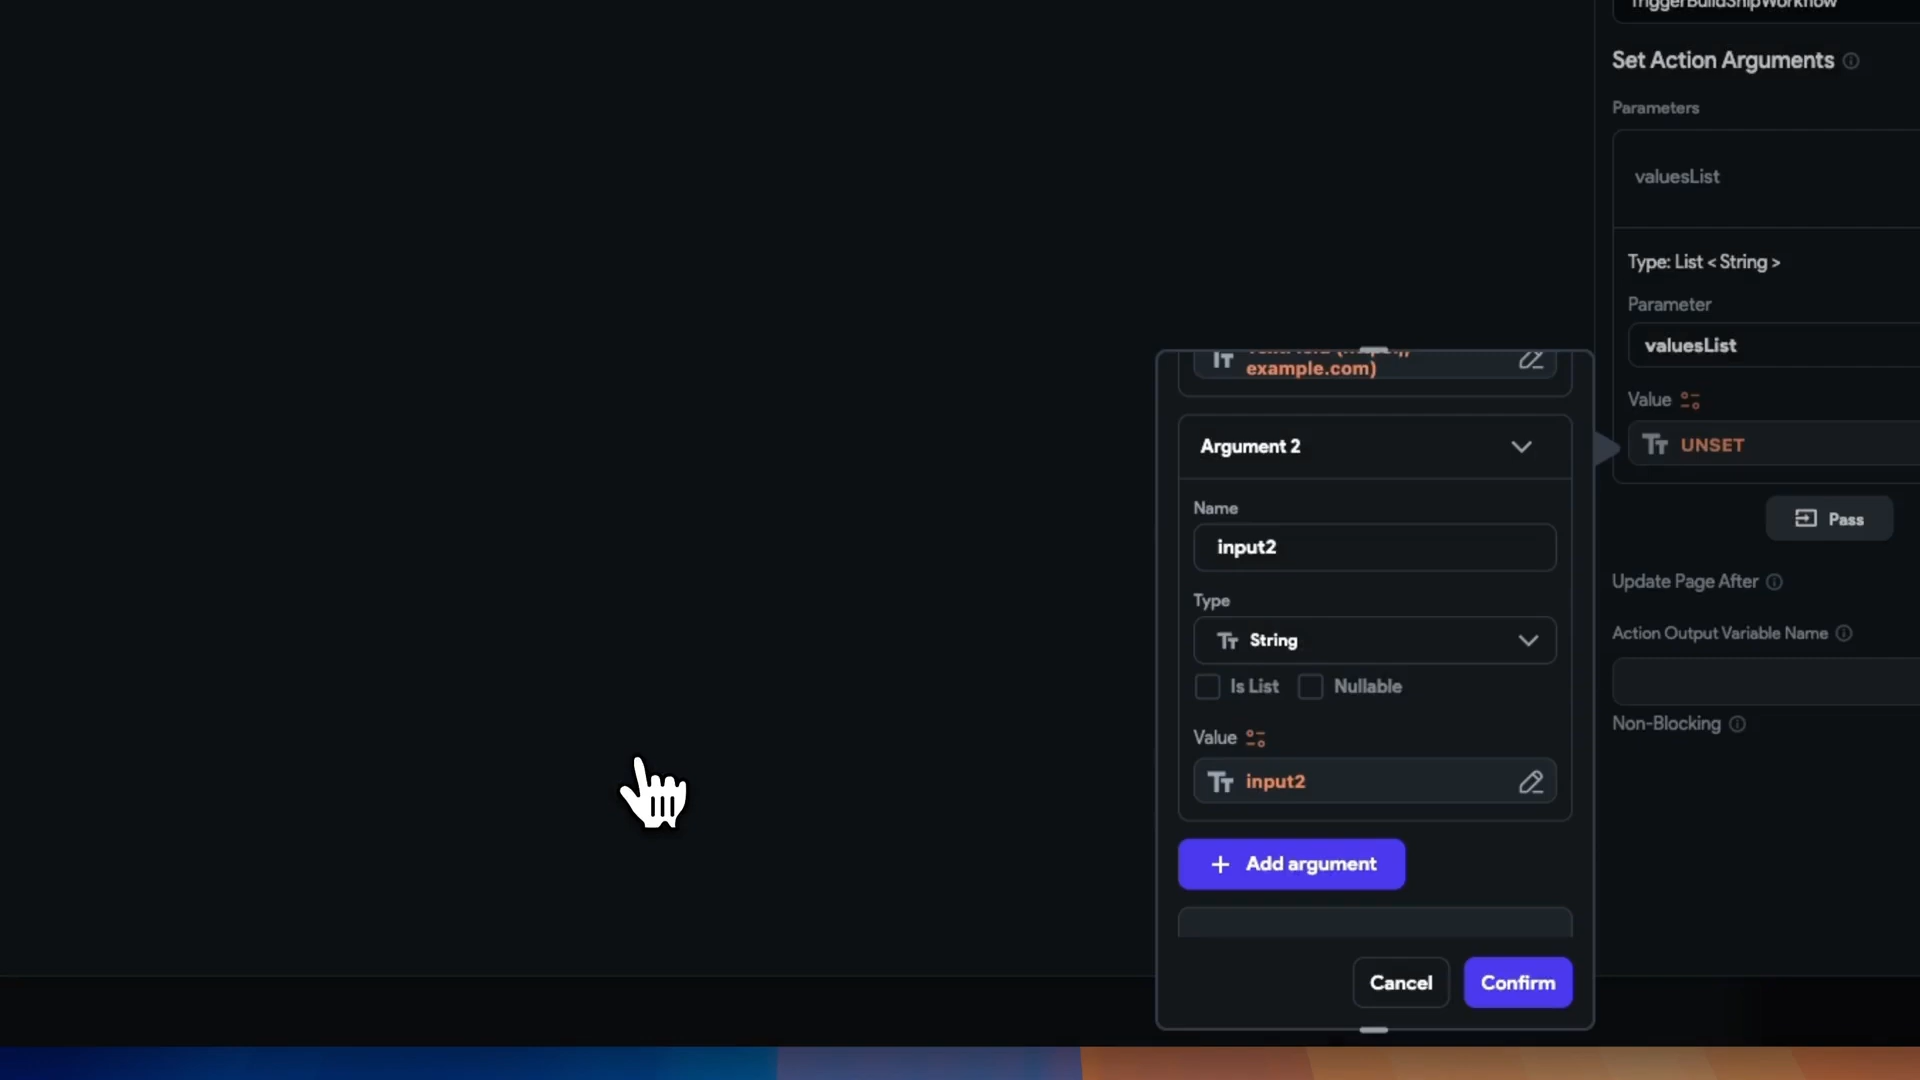 TriggerBuildShipWorkflow
Set Action Arguments
Parameters
valuesList
Type: List < String >
Parameter
valuesList
Value
UNSET
Pass
Update Page After
Action Output Variable Name
Non-Blocking
example.com)
Argument 2
Name
input2
Type
String
Is List
Nullable
Value
input2
+ Add argument
Cancel
Confirm